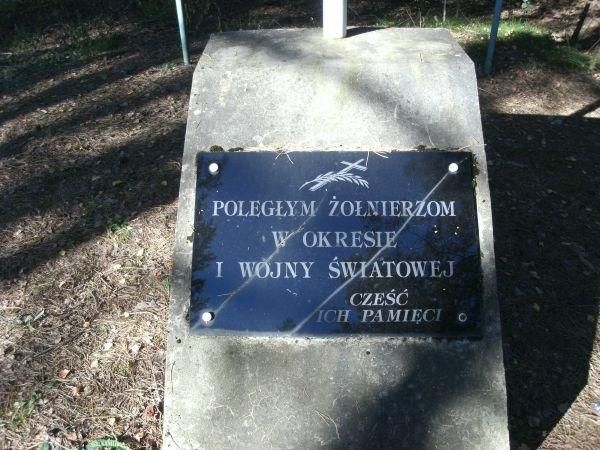 POLEGŁYM ŻOŁNIERZOM
W OKRESIE
I WOJNY ŚWIATOWEJ
CZEŚĆ
ICH PAMIĘCI